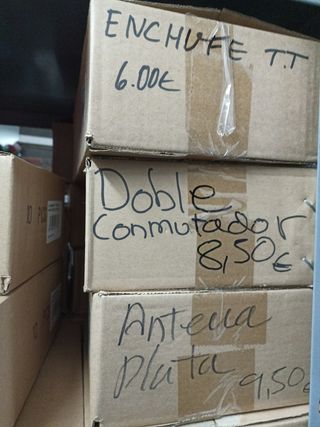 ENCHUFE T.T
6.00€
Doble
conmutador
8,50€
Antena
plata
9,50€